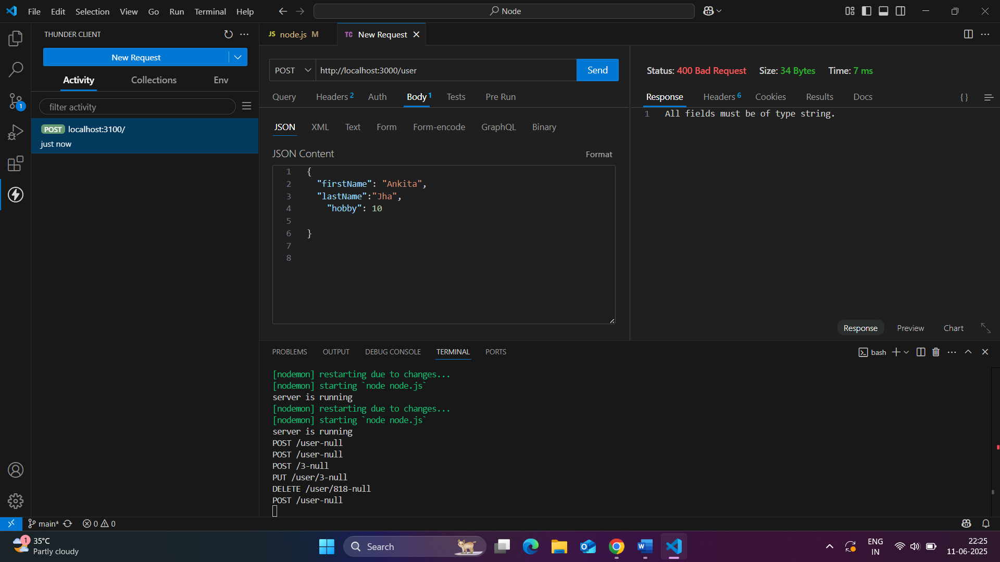 File Edit Selection View Go Run Terminal Help
Node
THUNDER CLIENT
New Request
Activity Collections Env
filter activity
POST localhost:3100/
just now
1
JS node.js M
TC New Request
POST http://localhost:3000/user Send
Query Headers 2 Auth Body 1 Tests Pre Run
JSON XML Text Form Form-encode GraphQL Binary
JSON Content Format
1 {
2 "firstName": "Ankita",
3 "lastName":"Jha",
4 "hobby": 10
5
6 }
7
8
Status: 400 Bad Request Size: 34 Bytes Time: 7 ms
Response Headers 6 Cookies Results Docs { }
1 All fields must be of type string.
Response Preview Chart
PROBLEMS OUTPUT DEBUG CONSOLE TERMINAL PORTS
bash
[nodemon] restarting due to changes...
[nodemon] starting `node node.js`
server is running
[nodemon] restarting due to changes...
[nodemon] starting `node node.js`
server is running
POST /user-null
POST /user-null
POST /3-null
PUT /user/3-null
DELETE /user/818-null
POST /user-null
main* 0 0
1
35°C
Partly cloudy
Search
ENG
IN
22:25
11-06-2025